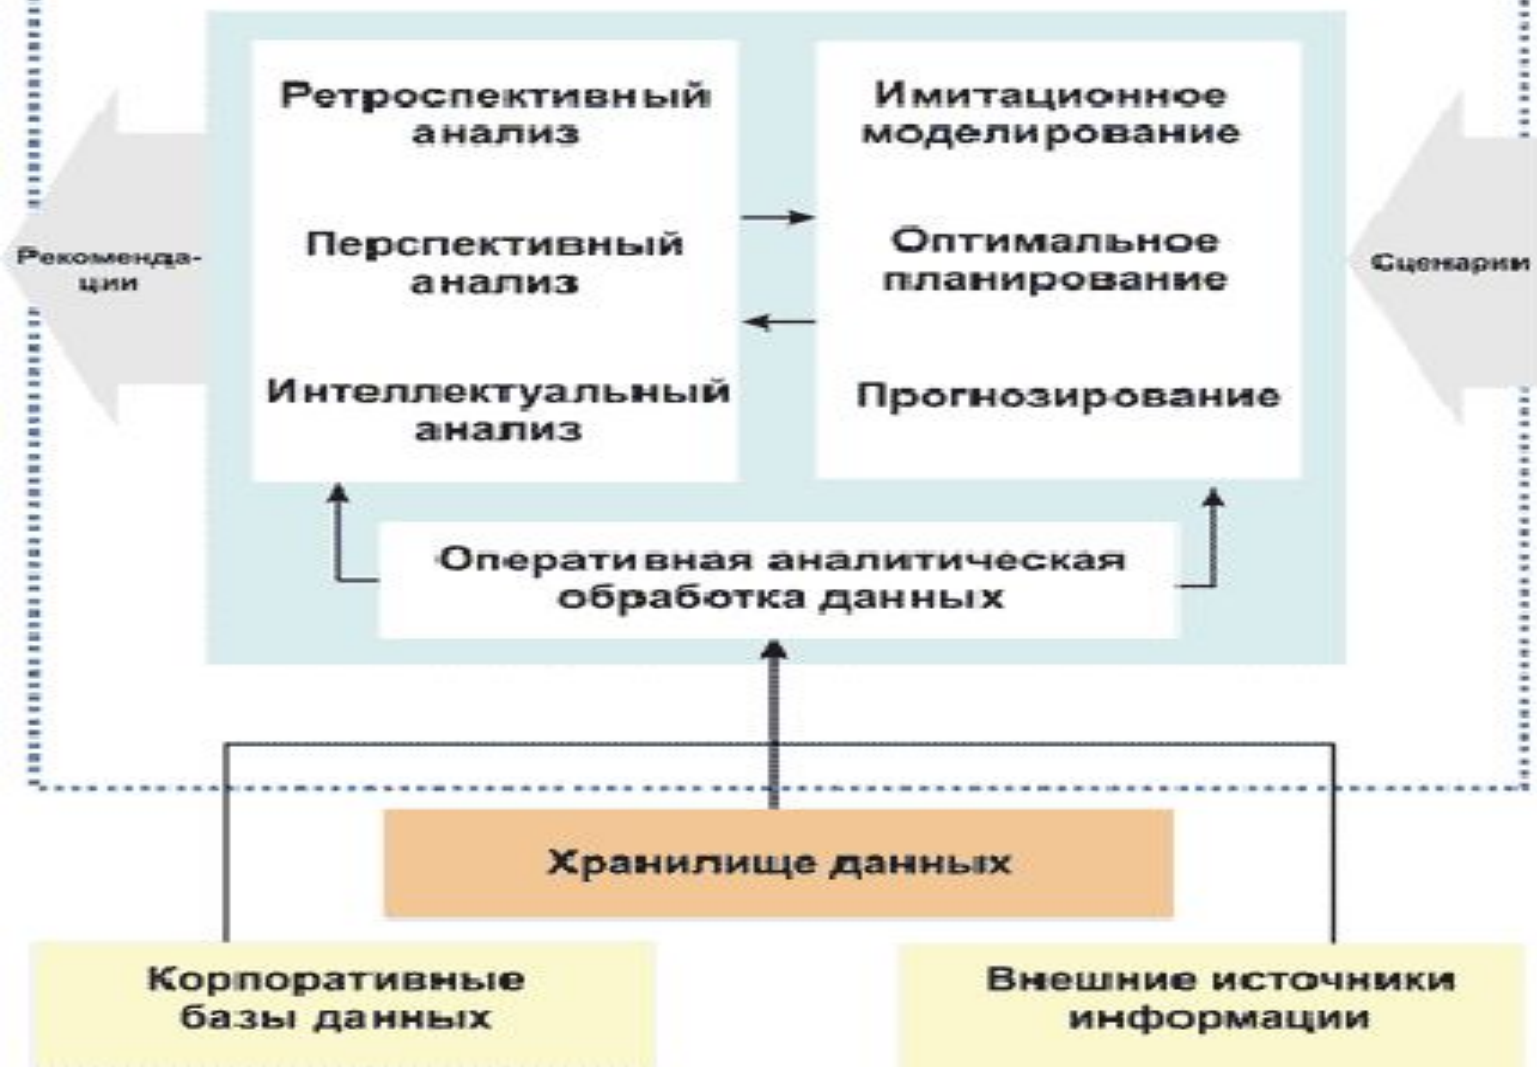 Ретроспективный
анализ
Перспективный
анализ
Интеллектуальный
анализ
Имитационное
моделирование
Оптимальное
планирование
Прогнозирование
Рекоменда-
ции
Сценарии
Оперативная аналитическая
обработка данных
Хранилище данных
Корпоративные
базы данных
Внешние источники
информации